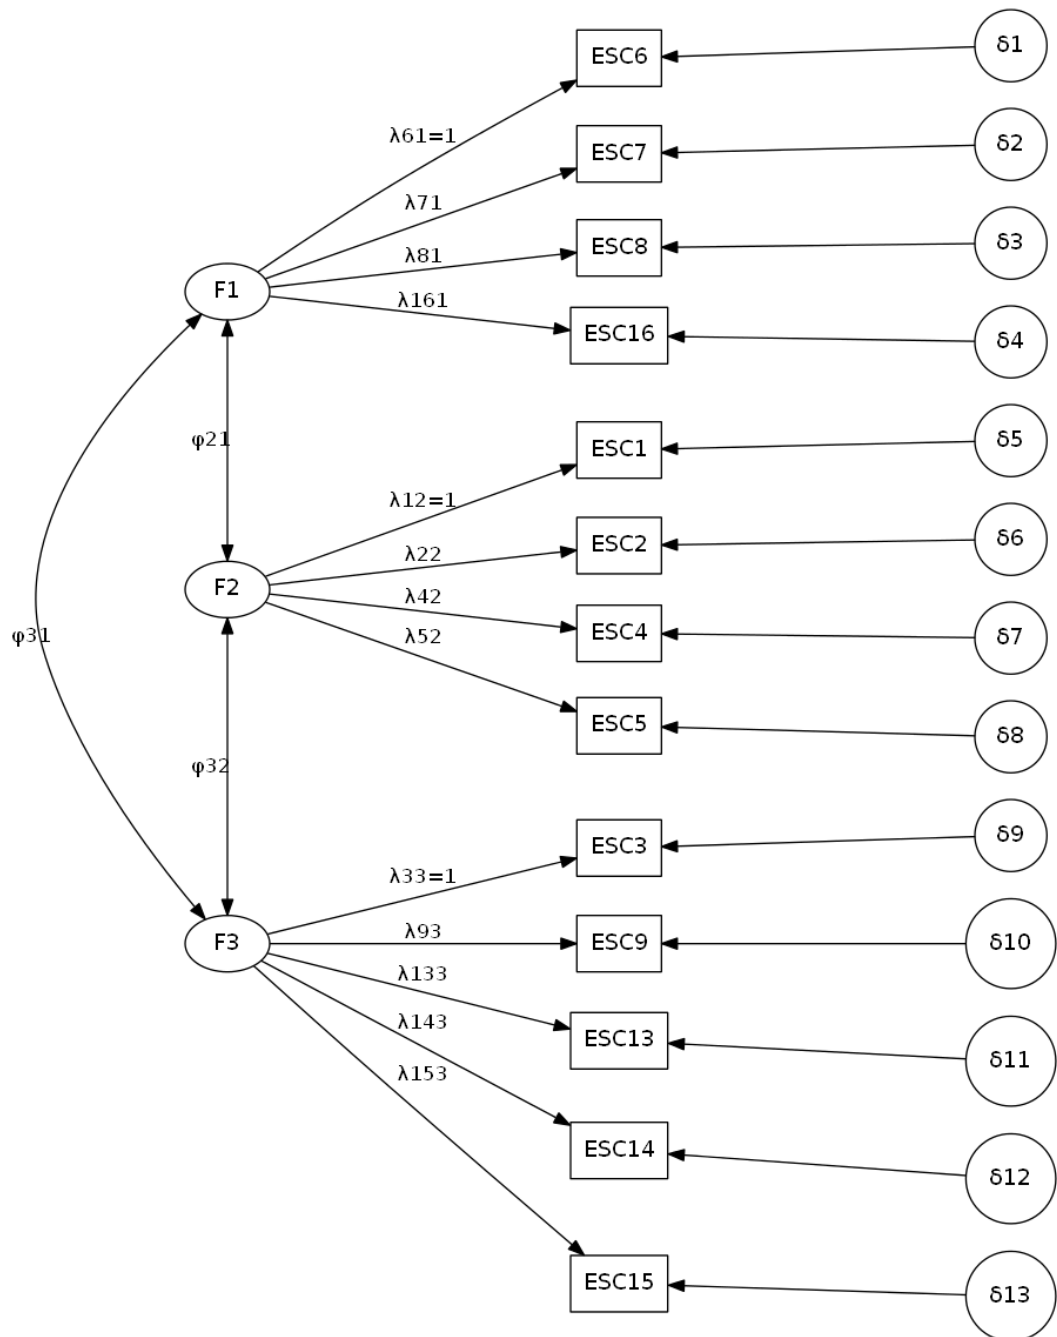 ESC6
δ1
λ61=1
ESC7
δ2
λ71
ESC8
δ3
λ81
F1
λ161
ESC16
δ4
φ21
ESC1
δ5
λ12=1
ESC2
δ6
λ22
F2
λ42
ESC4
δ7
λ52
φ31
ESC5
δ8
φ32
ESC3
δ9
λ33=1
λ93
F3
ESC9
δ10
λ133
λ143
ESC13
δ11
λ153
ESC14
δ12
ESC15
δ13